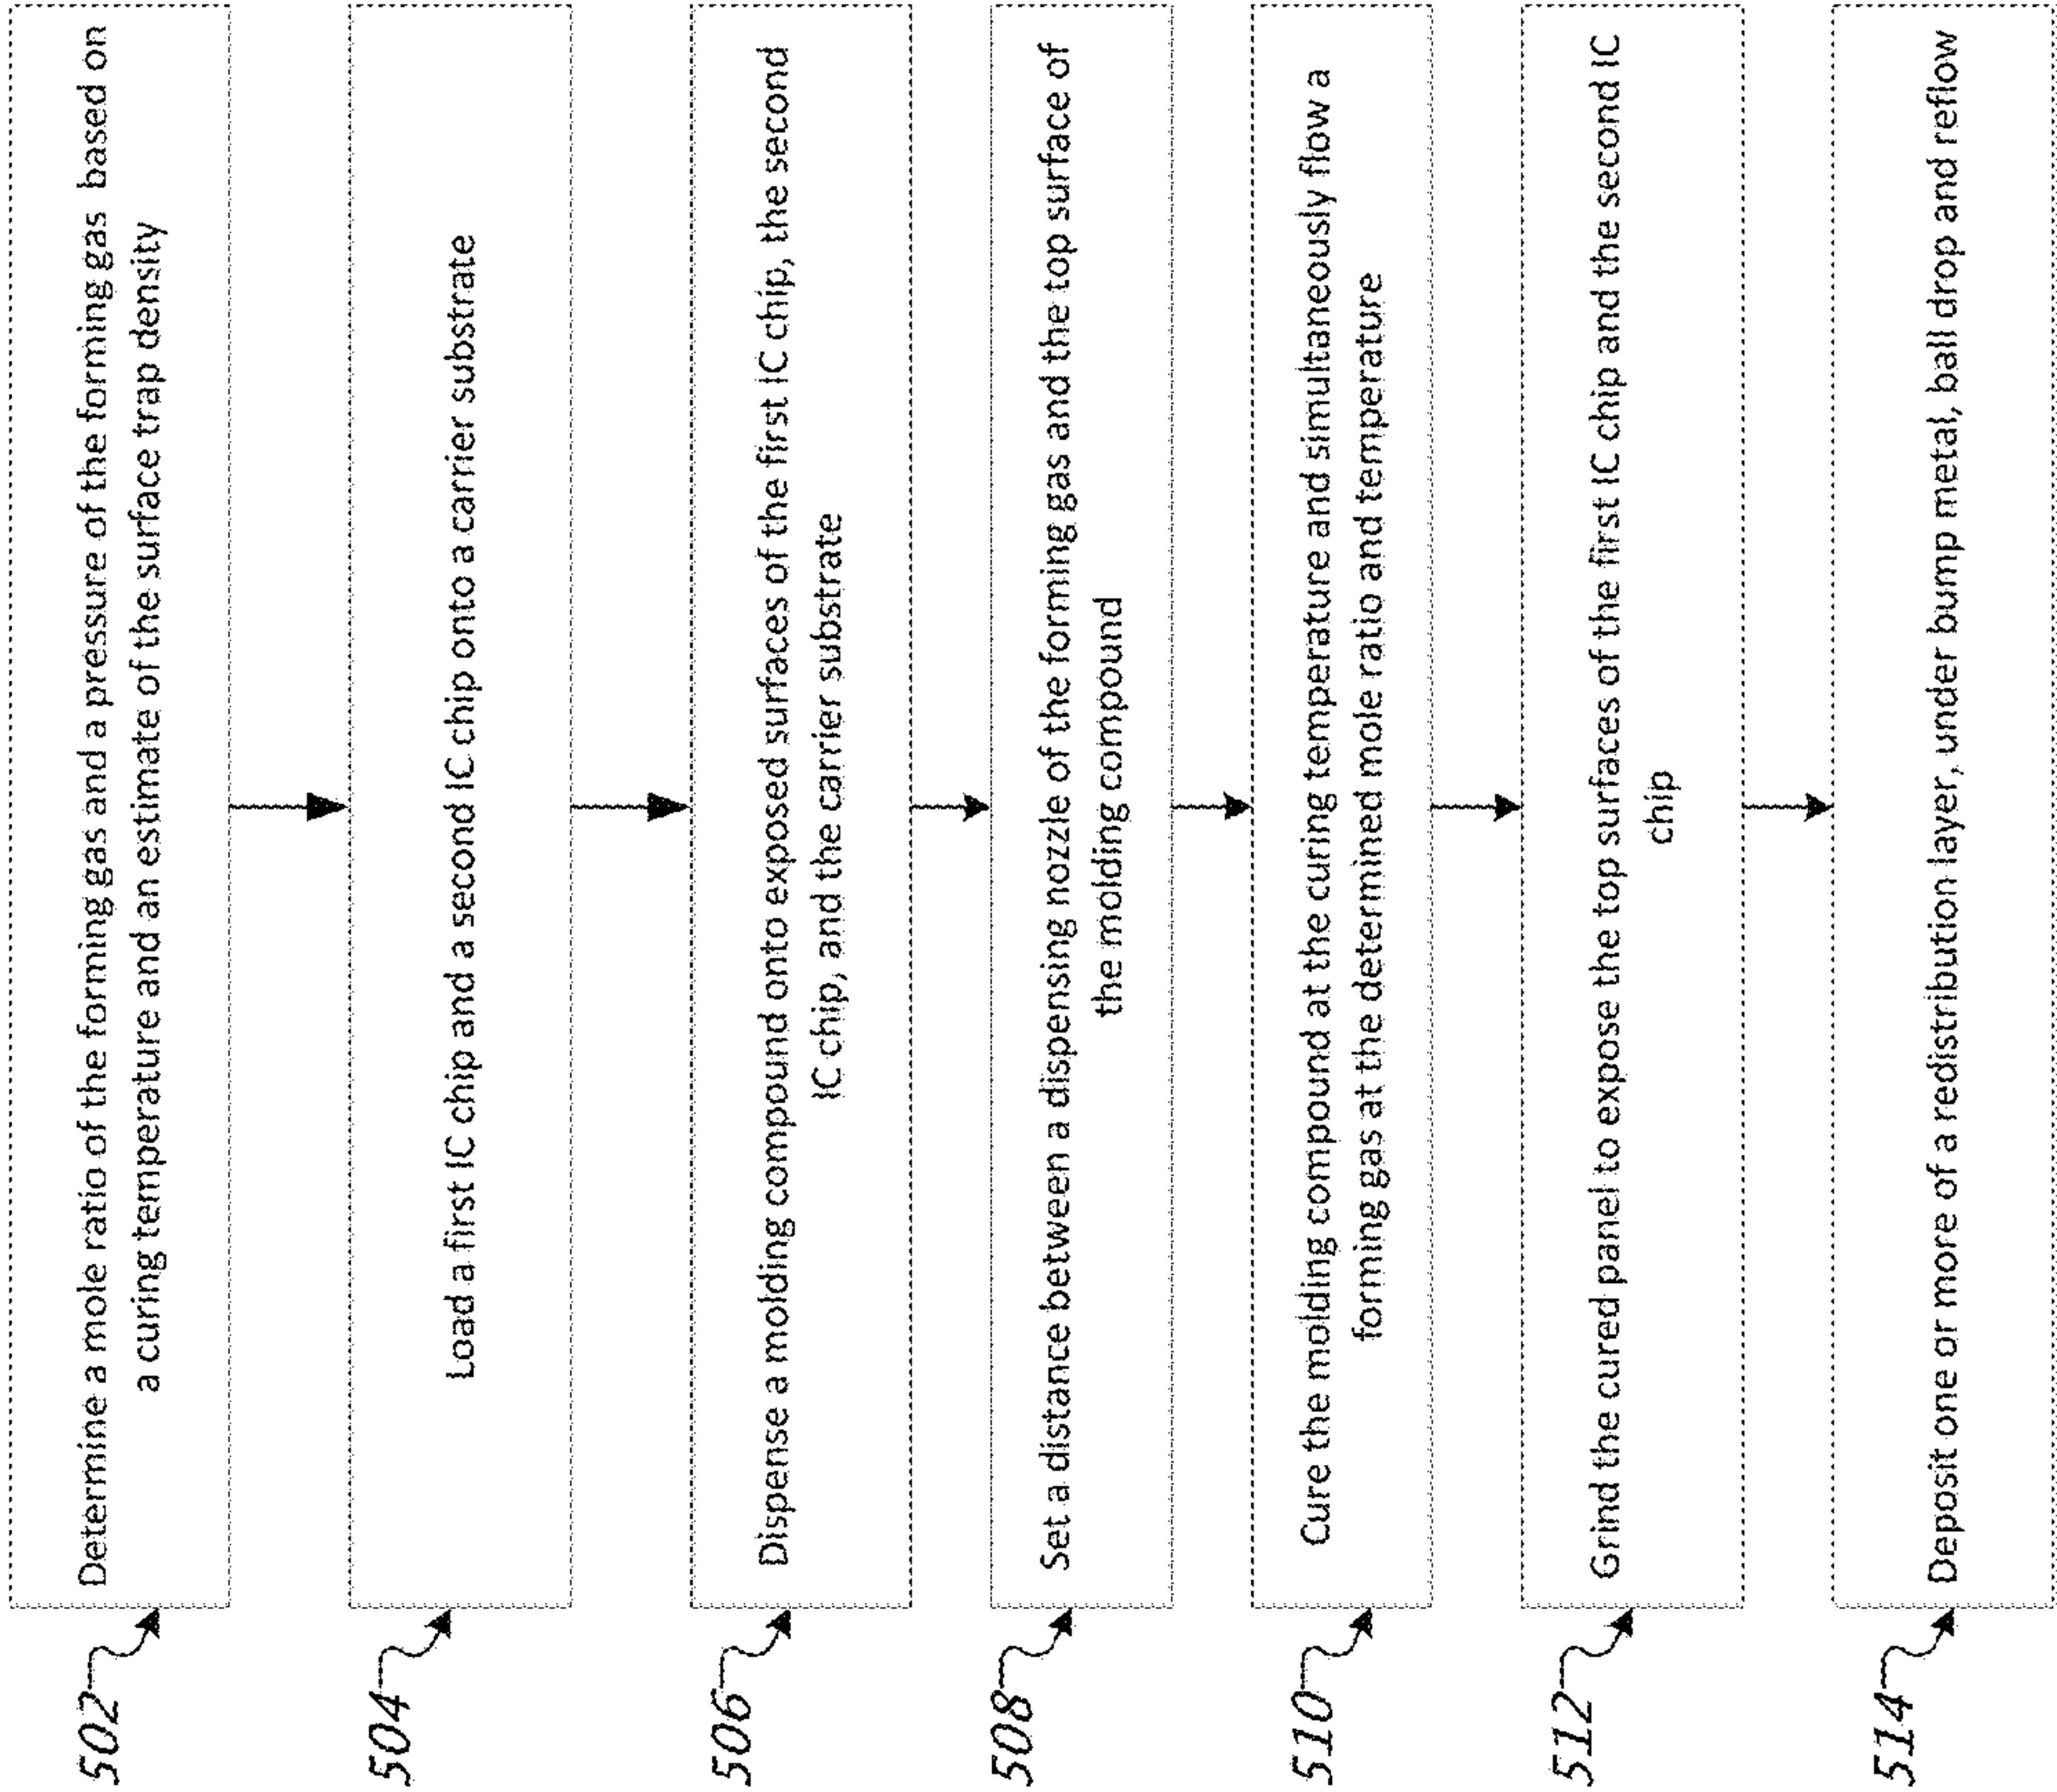 502
Determine a mole ratio of the forming gas and a pressure of the forming gas based on
a curing temperature and an estimate of the surface trap density
504
Load a first IC chip and a second IC chip onto a carrier substrate
506
Dispense a molding compound onto exposed surfaces of the first IC chip, the second
IC chip, and the carrier substrate
508
Set a distance between a dispensing nozzle of the forming gas and the top surface of
the molding compound
510
Cure the molding compound at the curing temperature and simultaneously flow a
forming gas at the determined mole ratio and temperature
512
Grind the cured panel to expose the top surfaces of the first IC chip and the second IC
chip
514
Deposit one or more of a redistribution layer, under bump metal, ball drop and reflow